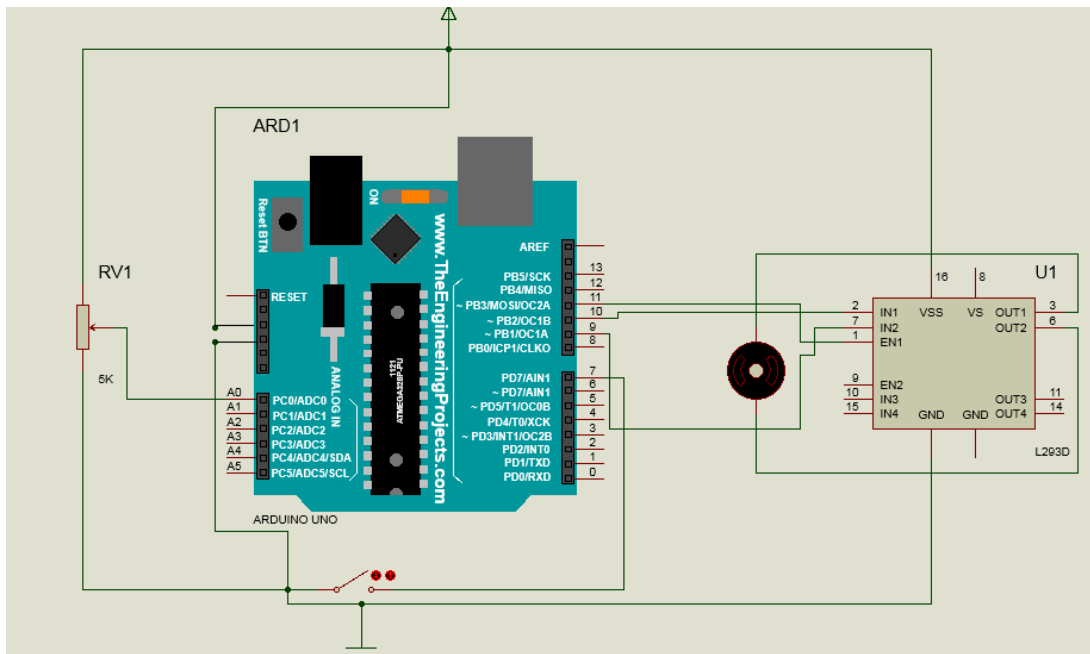 ARD1
RV1
5K
ON
Reset BTN
www.TheEngineeringProjects.com
RESET
ANALOG IN
1121
ATMEGA328P-PU
A0
A1
A2
A3
A4
A5
PC0/ADC0
PC1/ADC1
PC2/ADC2
PC3/ADC3
PC4/ADC4/SDA
PC5/ADC5/SCL
AREF
PB5/SCK 13
PB4/MISO 12
~ PB3/MOSI/OC2A 11
~ PB2/OC1B 10
~ PB1/OC1A 9
PB0/ICP1/CLKO 8
PD7/AIN1 7
~ PD7/AIN1 6
~ PD5/T1/OC0B 5
PD4/T0/XCK 4
~ PD3/INT1/OC2B 3
PD2/INT0 2
PD1/TXD 1
PD0/RXD 0
ARDUINO UNO
U1
16 8
VSS VS
2 IN1 OUT1 3
7 IN2 OUT2 6
1 EN1
9 EN2
10 IN3 OUT3 11
15 IN4 OUT4 14
GND GND
L293D